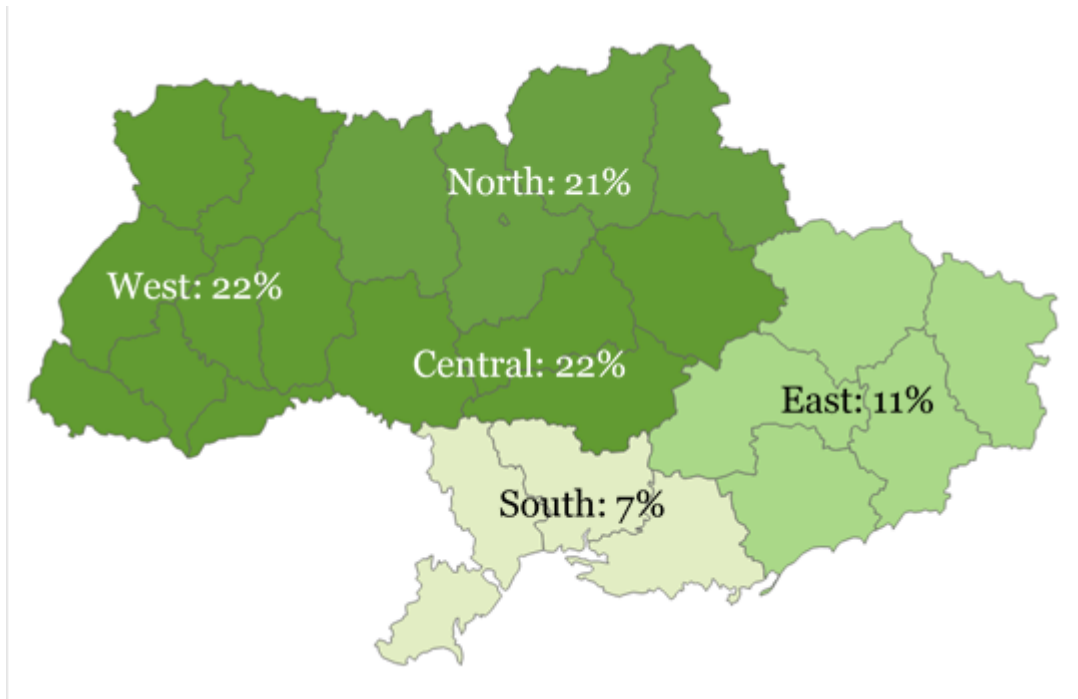 North: 21%
West: 22%
Central: 22%
East: 11%
South: 7%